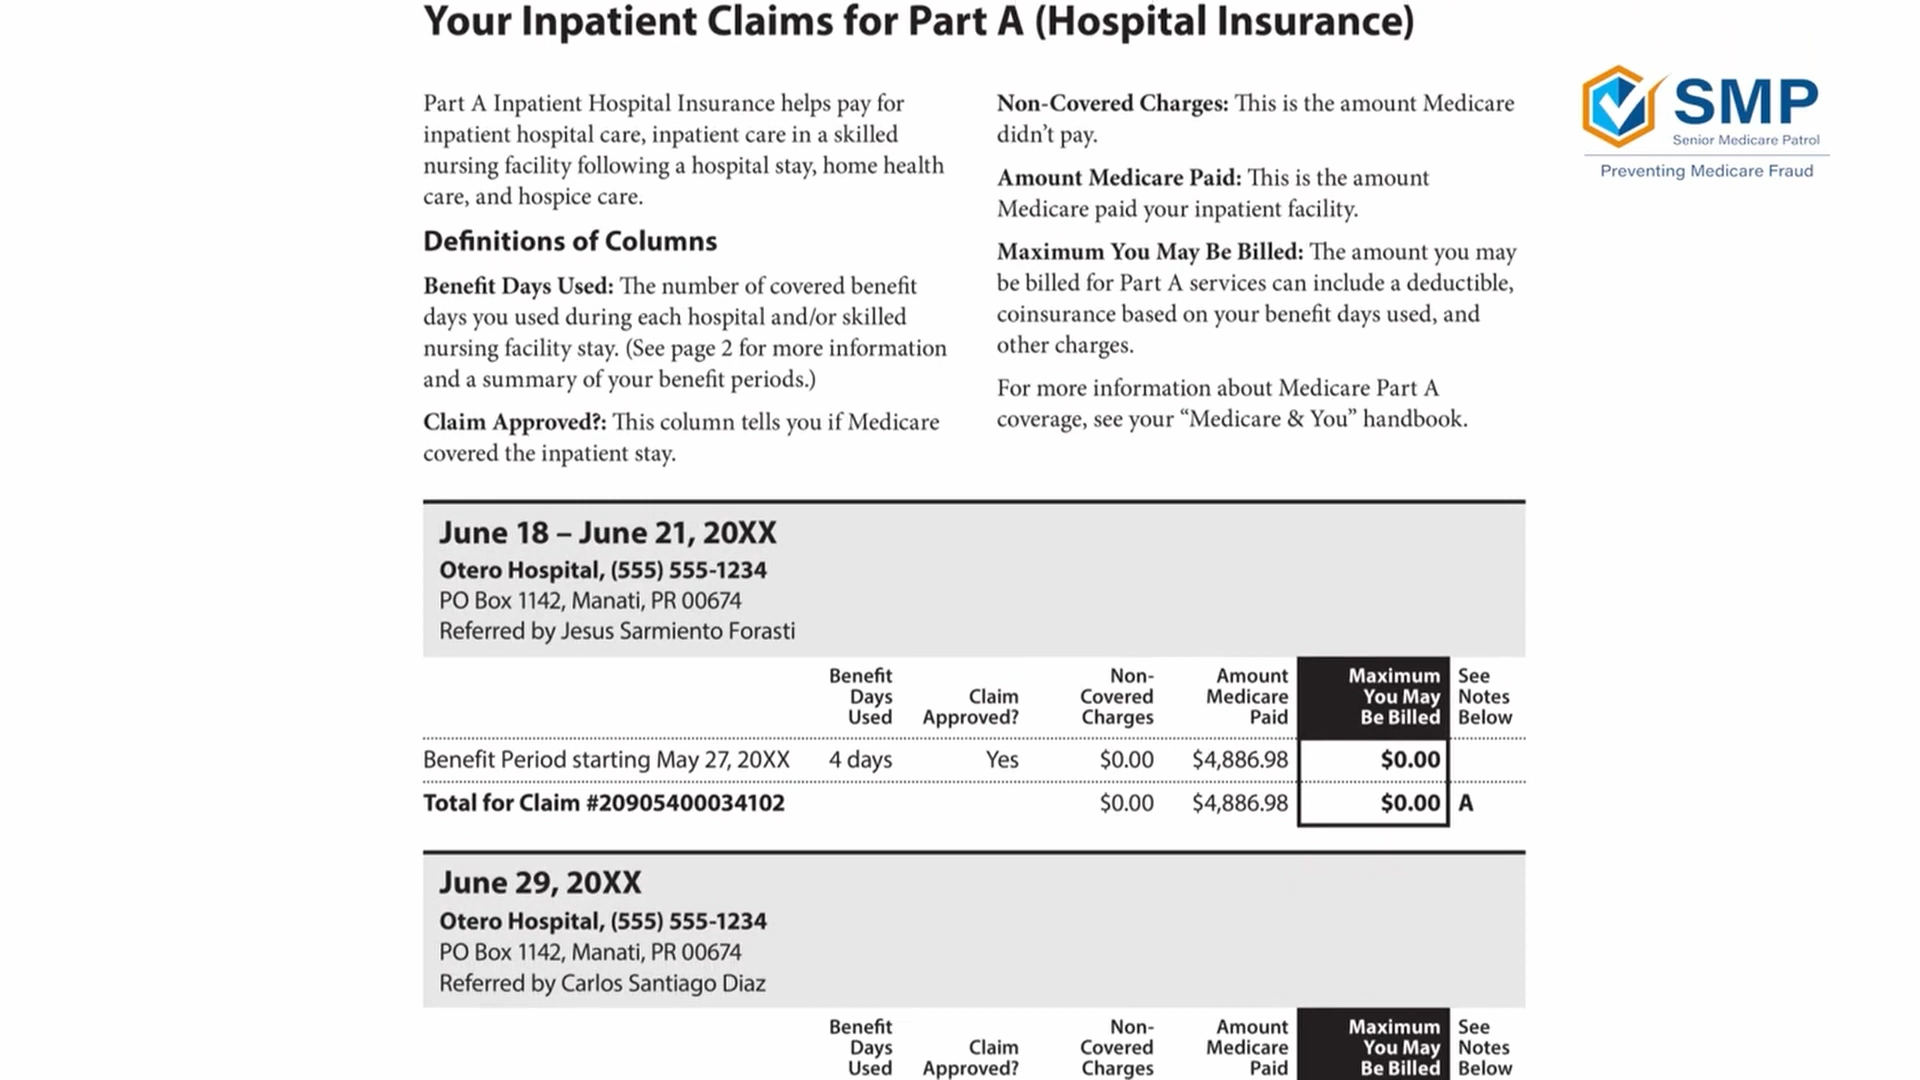 Your Inpatient Claims for Part A (Hospital Insurance)
Part A Inpatient Hospital Insurance helps pay for
inpatient hospital care, inpatient care in a skilled
nursing facility following a hospital stay, home health
care, and hospice care.
Definitions of Columns
Benefit Days Used: The number of covered benefit
days you used during each hospital and/or skilled
nursing facility stay. (See page 2 for more information
and a summary of your benefit periods.)
Claim Approved?: This column tells you if Medicare
covered the inpatient stay.
Non-Covered Charges: This is the amount Medicare
didn’t pay.
Amount Medicare Paid: This is the amount
Medicare paid your inpatient facility.
Maximum You May Be Billed: The amount you may
be billed for Part A services can include a deductible,
coinsurance based on your benefit days used, and
other charges.
For more information about Medicare Part A
coverage, see your “Medicare & You” handbook.
SMP
Senior Medicare Patrol
Preventing Medicare Fraud
June 18 – June 21, 20XX
Otero Hospital, (555) 555-1234
PO Box 1142, Manati, PR 00674
Referred by Jesus Sarmiento Forasti
Benefit Non- Amount Maximum See
Days Claim Covered Medicare You May Notes
Used Approved? Charges Paid Be Billed Below
Benefit Period starting May 27, 20XX 4 days Yes $0.00 $4,886.98 $0.00
Total for Claim #20905400034102 $0.00 $4,886.98 $0.00 A
June 29, 20XX
Otero Hospital, (555) 555-1234
PO Box 1142, Manati, PR 00674
Referred by Carlos Santiago Diaz
Benefit Non- Amount Maximum See
Days Claim Covered Medicare You May Notes
Used Approved? Charges Paid Be Billed Below